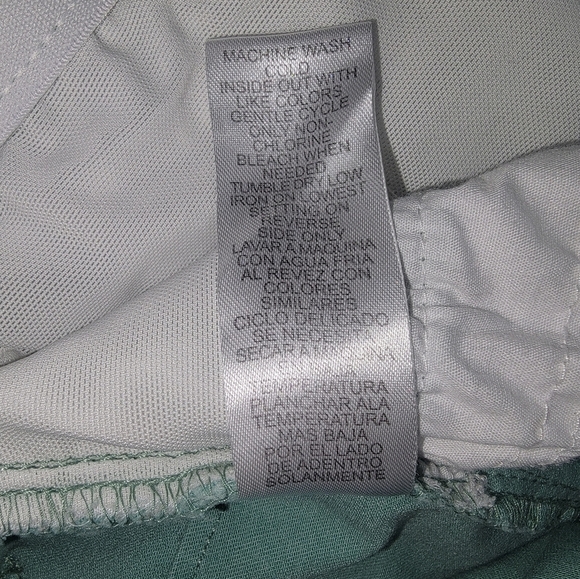 MACHINE WASH
COLD
INSIDE OUT WITH
LIKE COLORS
GENTLE CYCLE
ONLY NON-
CHLORINE
BLEACH WHEN
NEEDED
TUMBLE DRY LOW
IRON ON LOWEST
SETTING ON
REVERSE
SIDE ONLY
LAVAR A MAQUINA
CON AGUA FRIA
AL REVEZ CON
COLORES
SIMILARES
CICLO DELICADO
SE
SECAR A MAQUINA
TEMPERATURA
PLANCHAR ALA
TEMPERATURA
MAS BAJA
POR EL LADO
DE ADENTRO
SOLANMENTE